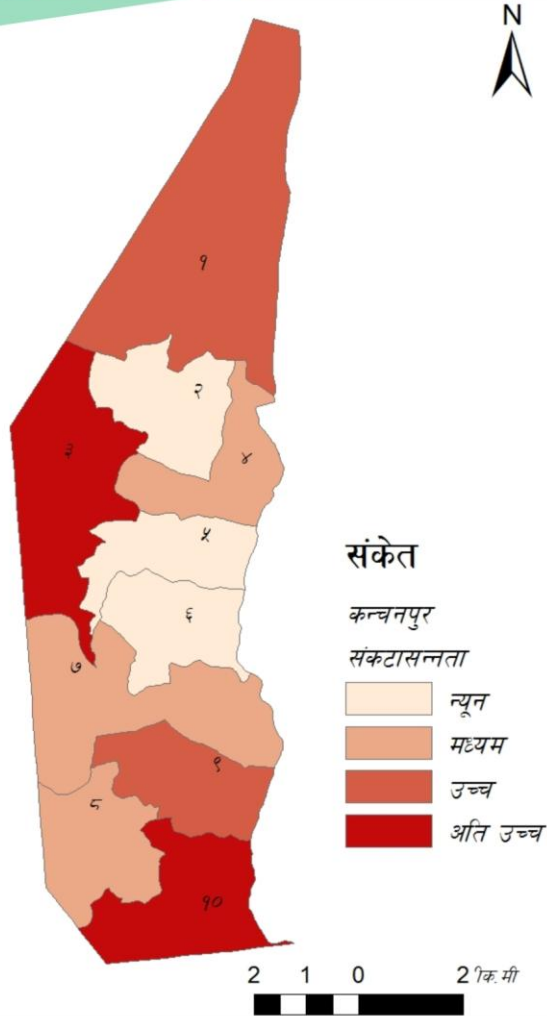 N
१
२
३
४
५
६
७
९
८
१०
संकेत
कन्चनपुर
संकटासन्नता
न्यून
मध्यम
उच्च
अति उच्च
2 1 0 2 कि.मी